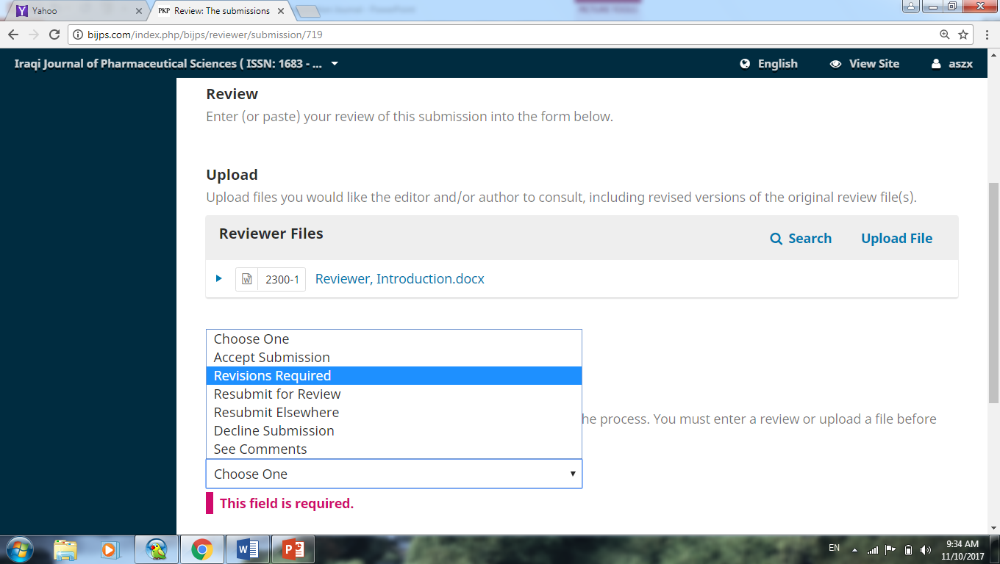 Yahoo
PKP Review: The submissions
bijps.com/index.php/bijps/reviewer/submission/719
Iraqi Journal of Pharmaceutical Sciences ( ISSN: 1683 - ...
English
View Site
aszx
Review
Enter (or paste) your review of this submission into the form below.
Upload
Upload files you would like the editor and/or author to consult, including revised versions of the original review file(s).
Reviewer Files
Search
Upload File
W
2300-1
Reviewer, Introduction.docx
Choose One
Accept Submission
Revisions Required
Resubmit for Review
Resubmit Elsewhere
he process. You must enter a review or upload a file before
Decline Submission
See Comments
Choose One
This field is required.
EN
9:34 AM
11/10/2017